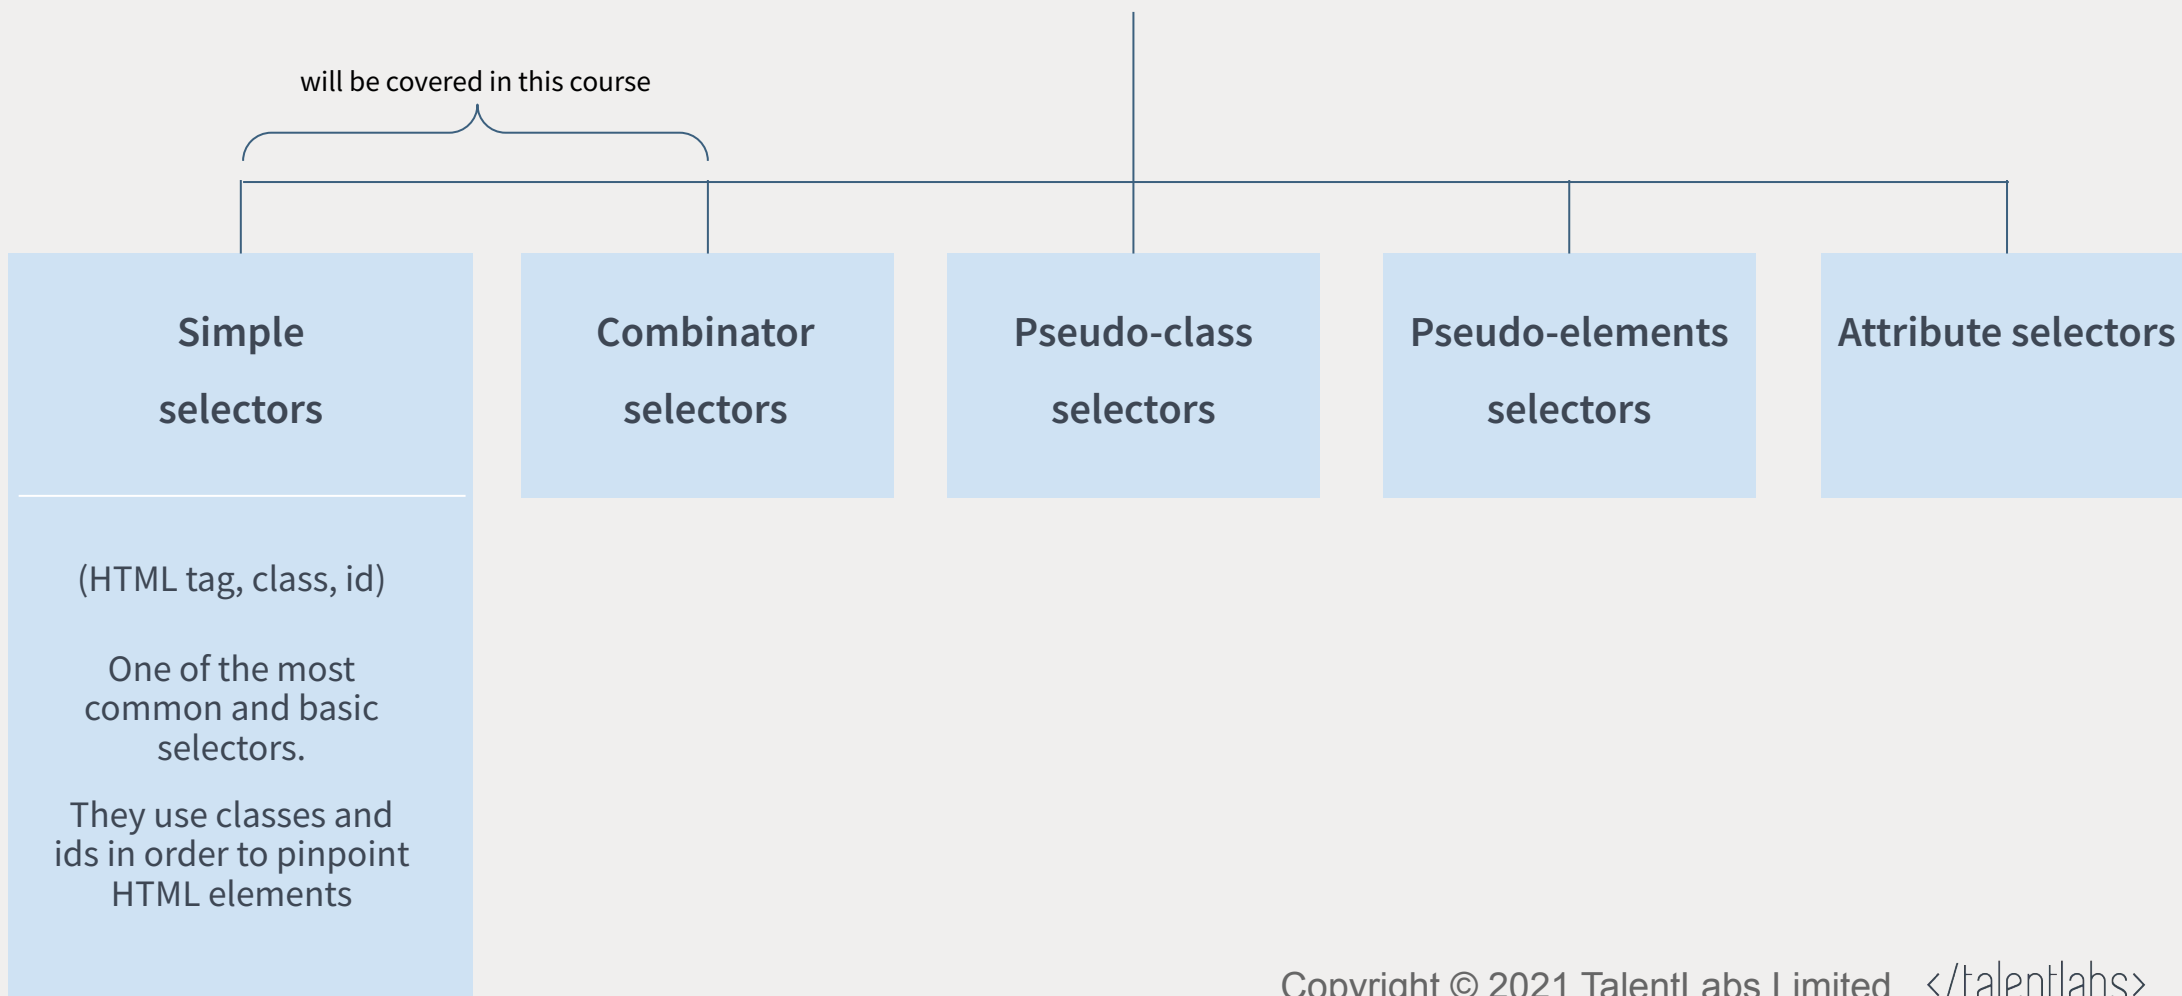 will be covered in this course
Simple
selectors
Combinator
selectors
Pseudo-class
selectors
Pseudo-elements
selectors
Attribute selectors
(HTML tag, class, id)
One of the most
common and basic
selectors.
They use classes and
ids in order to pinpoint
HTML elements
Copyright © 2021 TalentLabs Limited
</talentlabs>